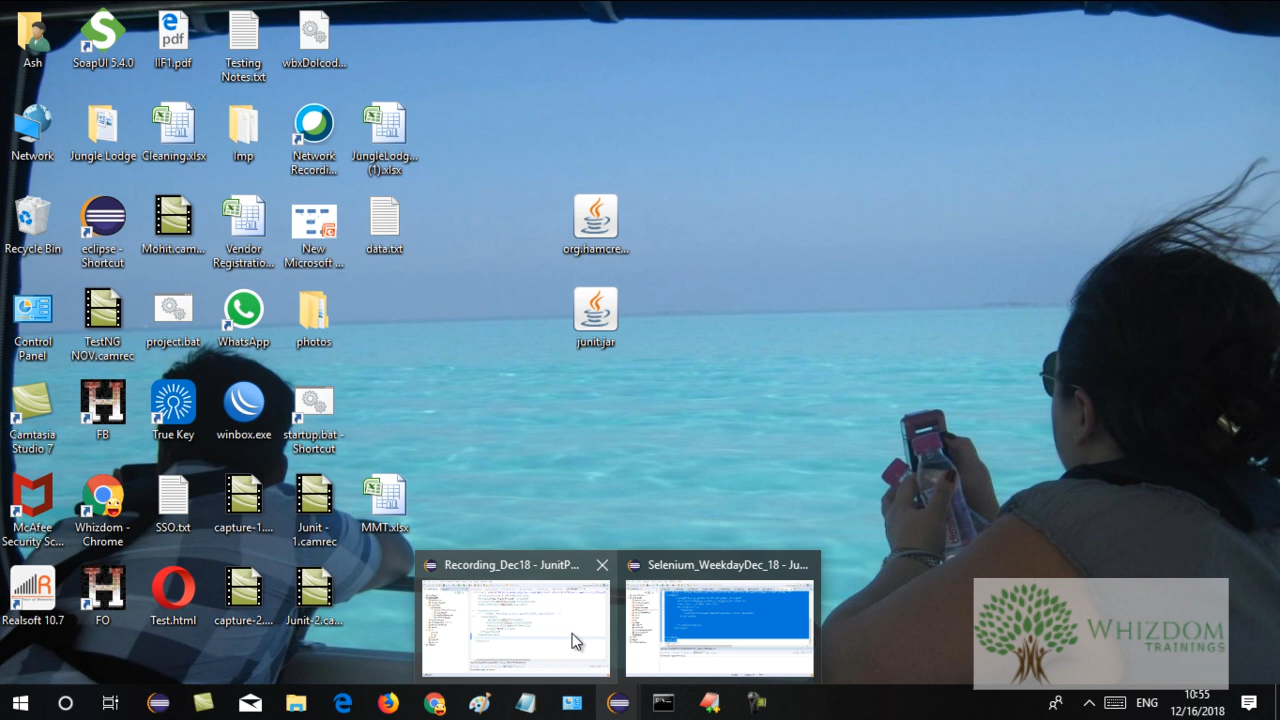 Ash
SoapUI 5.4.0
IIF1.pdf
Testing
Notes.txt
wbxDolcod...
Network
Jungle Lodge
Cleaning.xlsx
Imp
Network
Recordi...
JungleLodg...
(1).xlsx
Recycle Bin
eclipse -
Shortcut
Mohit.cam...
Vendor
Registratio...
New
Microsoft ...
data.txt
org.hamcre...
Control
Panel
TestNG
NOV.camrec
project.bat
WhatsApp
photos
junit.jar
Camtasia
Studio 7
FB
True Key
winbox.exe
startup.bat -
Shortcut
McAfee
Security Sc...
Whizdom -
Chrome
SSO.txt
capture-1....
Junit -
1.camrec
MMT.xlsx
10.7
FO
Test.html
capture-2....
Junit-2.ca...
Recording_Dec18 - JunitP...
Selenium_WeekdayDec_18 - Ju...
WHIZDOM
TRAININGS
ENG
10:55
12/16/2018